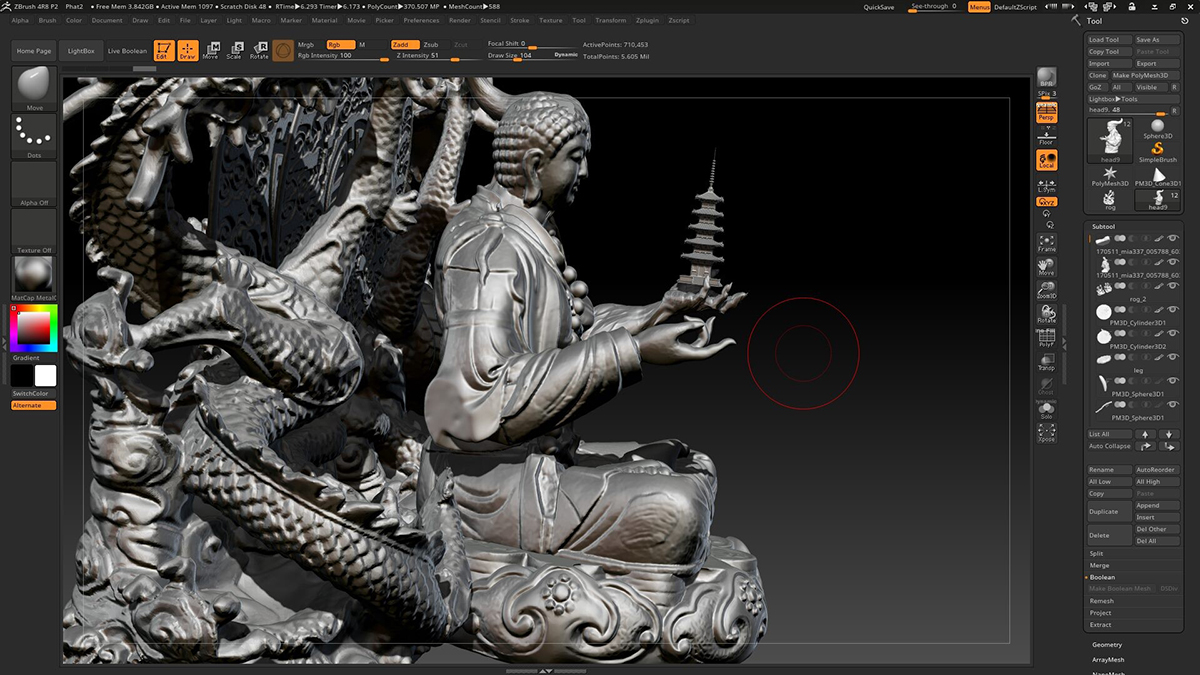 ZBrush 4R8 P2 Phat2 • Free Mem 3.842GB • Active Mem 1097 • Scratch Disk 48 • RTime▶6.293 Timer▶6.173 • PolyCount▶370.507 MP • MeshCount▶588 QuickSave See-through 0 Menus DefaultZScript
Alpha Brush Color Document Draw Edit File Layer Light Macro Marker Material Movie Picker Preferences Render Stencil Stroke Texture Tool Transform Zplugin Zscript
Home Page LightBox Live Boolean Edit Draw Move Scale Rotate
Mrgb Rgb M Zadd Zsub Zcut Focal Shift 0 ActivePoints: 710,453
Rgb Intensity 100 Z Intensity 51 Draw Size 104 Dynamic TotalPoints: 5.605 Mil
Move
Dots
Alpha Off
Texture Off
MatCap Metal
Gradient
SwitchColor
Alternate
BPR
SPix 3
Persp
Floor
Local
L.Sym
XYZ
Frame
Move
Zoom3D
Rotate
PolyF
Transp
Ghost
Dynamic
Solo
Xpose
Tool
Load Tool Save As
Copy Tool Paste Tool
Import Export
Clone Make PolyMesh3D
GoZ All Visible R
Lightbox▶Tools
head9. 48 R
12
head9 Sphere3D
SimpleBrush
PolyMesh3D PM3D_Cone3D1
12
rog head9
Subtool
170511_mia337_005788_60
170511_mia337_005788_60
rog_2
PM3D_Cylinder3D1
PM3D_Cylinder3D2
leg
PM3D_Sphere3D1
PM3D_Sphere3D1
List All
Auto Collapse
Rename AutoReorder
All Low All High
Copy Paste
Duplicate Append
Insert
Delete Del Other
Del All
Split
Merge
Boolean
Make Boolean Mesh DSDiv
Remesh
Project
Extract
Geometry
ArrayMesh
NanoMesh